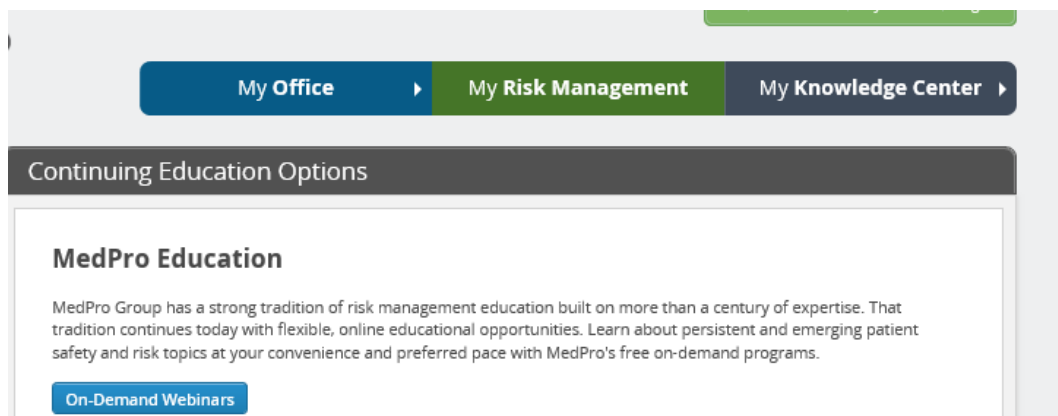 My Office
My Risk Management
My Knowledge Center
Continuing Education Options
MedPro Education
MedPro Group has a strong tradition of risk management education built on more than a century of expertise. That
tradition continues today with flexible, online educational opportunities. Learn about persistent and emerging patient
safety and risk topics at your convenience and preferred pace with MedPro's free on-demand programs.
On-Demand Webinars